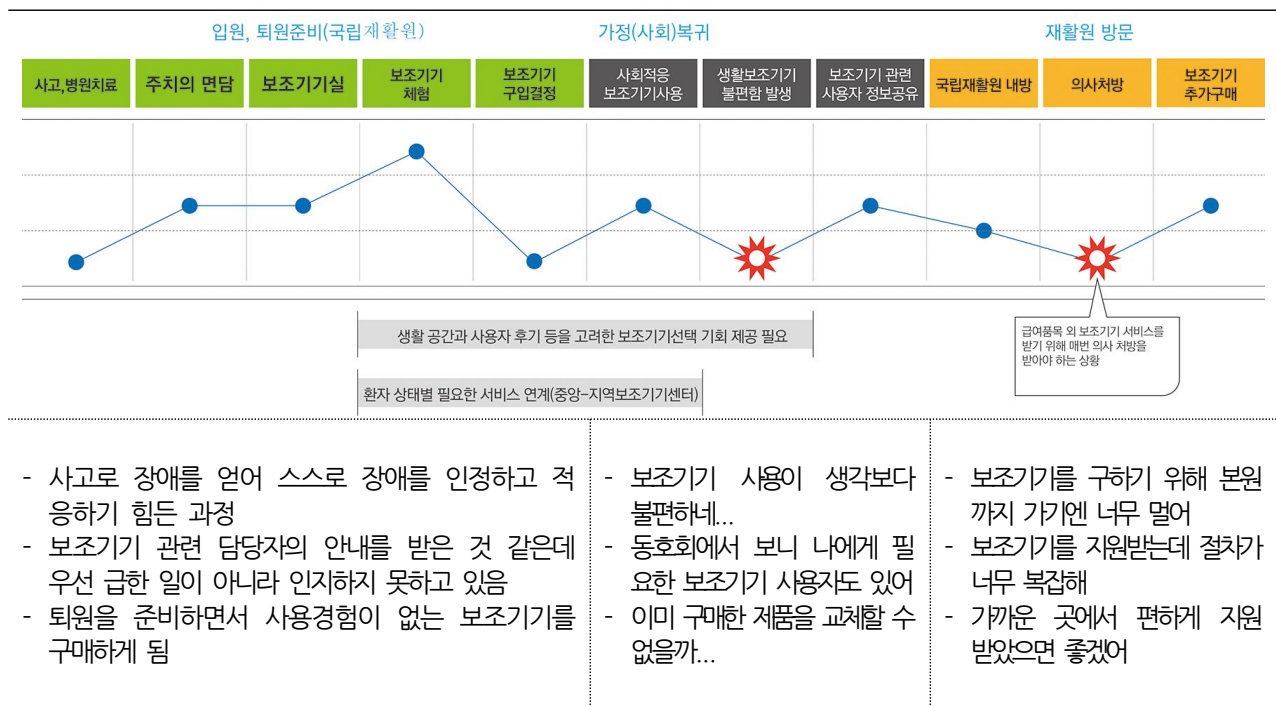 입원, 퇴원준비(국립재활원)
가정(사회)복귀
재활원 방문
사고,병원치료
주치의 면담
보조기기실
보조기기
체험
보조기기
구입결정
사회적응
보조기기사용
생활보조기기
불편함 발생
보조기기 관련
사용자 정보공유
국립재활원 내방
의사처방
보조기기
추가구매
급여품목 외 보조기기 서비스를
받기 위해 매번 의사 처방을
받아야 하는 상황
생활 공간과 사용자 후기 등을 고려한 보조기기선택 기회 제공 필요
환자 상태별 필요한 서비스 연계(중앙-지역보조기기센터)
- 사고로 장애를 얻어 스스로 장애를 인정하고 적
응하기 힘든 과정
- 보조기기 관련 담당자의 안내를 받은 것 같은데
우선 급한 일이 아니라 인지하지 못하고 있음
- 퇴원을 준비하면서 사용경험이 없는 보조기기를
구매하게 됨
- 보조기기 사용이 생각보다
불편하네...
- 동호회에서 보니 나에게 필
요한 보조기기 사용자도 있어
- 이미 구매한 제품을 교체할 수
없을까...
- 보조기기를 구하기 위해 본원
까지 가기엔 너무 멀어
- 보조기기를 지원받는데 절차가
너무 복잡해
- 가까운 곳에서 편하게 지원
받았으면 좋겠어